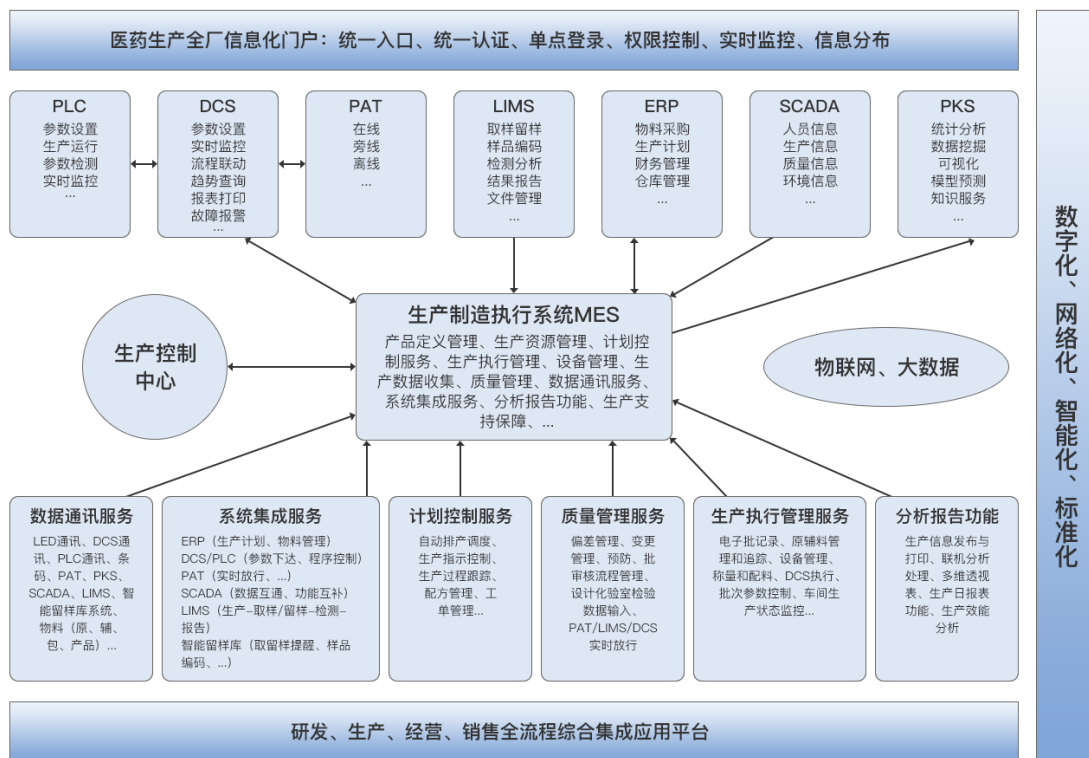 医药生产全厂信息化门户：统一入口、统一认证、单点登录、权限控制、实时监控、信息分布
PLC
参数设置
生产运行
参数检测
实时监控
...
DCS
参数设置
实时监控
流程联动
趋势查询
报表打印
故障报警
...
PAT
在线
旁线
离线
...
LIMS
取样留样
样品编码
检测分析
结果报告
文件管理
...
ERP
物料采购
生产计划
财务管理
仓库管理
...
SCADA
人员信息
生产信息
质量信息
环境信息
...
PKS
统计分析
数据挖掘
可视化
模型预测
知识服务
...
生产控制
中心
生产制造执行系统MES
产品定义管理、生产资源管理、计划
控制服务、生产执行管理、设备管理、生
产数据收集、质量管理、数据通讯服务、
系统集成服务、分析报告功能、生产支
持保障、...
物联网、大数据
数据通讯服务
LED通讯、DCS通
讯、PLC通讯、条
码、PAT、PKS、
SCADA、LIMS、智
能留样库系统、
物料（原、辅、
包、产品）...
系统集成服务
ERP（生产计划、物料管理）
DCS/PLC（参数下达、程序控制）
PAT（实时放行、...）
SCADA（数据互通、功能互补）
LIMS（生产–取样/留样–检测–
报告）
智能留样库（取留样提醒、样品
编码、...）
计划控制服务
自动排产调度、
生产指示控制、
生产过程跟踪、
配方管理、工
单管理...
质量管理服务
偏差管理、变更
管理、预防、批
审核流程管理、
设计化验室检验
数据输入、
PAT/LIMS/DCS
实时放行
生产执行管理服务
电子批记录、原辅料管
理和追踪、设备管理、
称量和配料、DCS执行、
批次参数控制、车间生
产状态监控...
分析报告功能
生产信息发布与
打印、联机分析
处理、多维透视
表、生产日报表
功能、生产效能
分析
研发、生产、经营、销售全流程综合集成应用平台
数字化、网络化、智能化、标准化